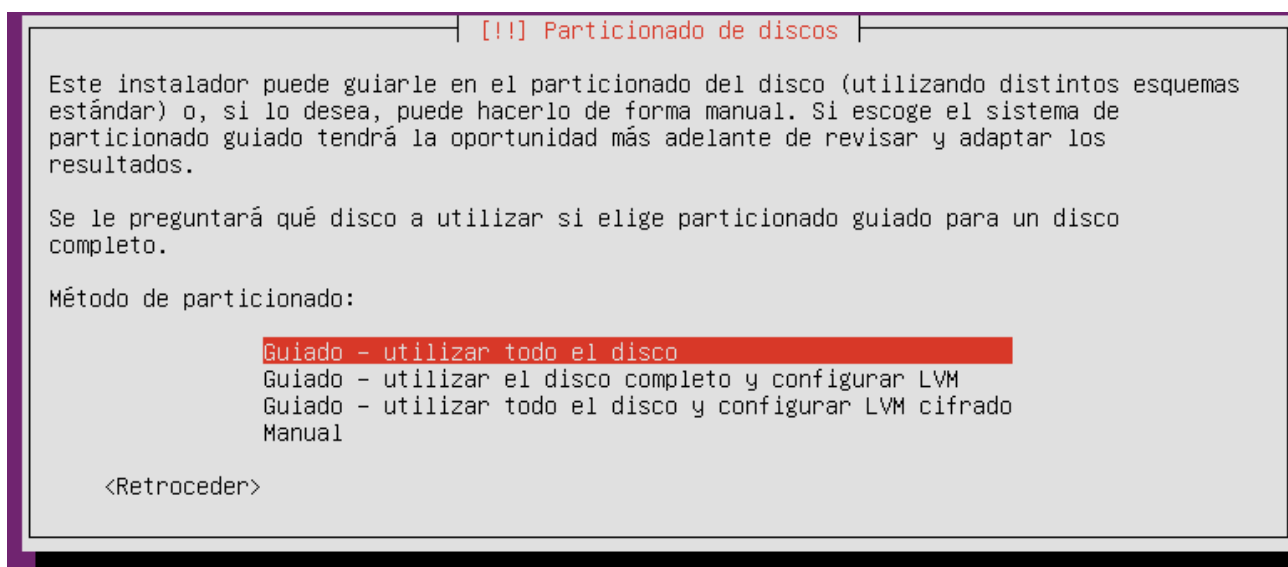 [!!] Particionado de discos
Este instalador puede guiarle en el particionado del disco (utilizando distintos esquemas
estándar) o, si lo desea, puede hacerlo de forma manual. Si escoge el sistema de
particionado guiado tendrá la oportunidad más adelante de revisar y adaptar los
resultados.
Se le preguntará qué disco a utilizar si elige particionado guiado para un disco
completo.
Método de particionado:
Guiado – utilizar todo el disco
Guiado – utilizar el disco completo y configurar LVM
Guiado – utilizar todo el disco y configurar LVM cifrado
Manual
<Retroceder>